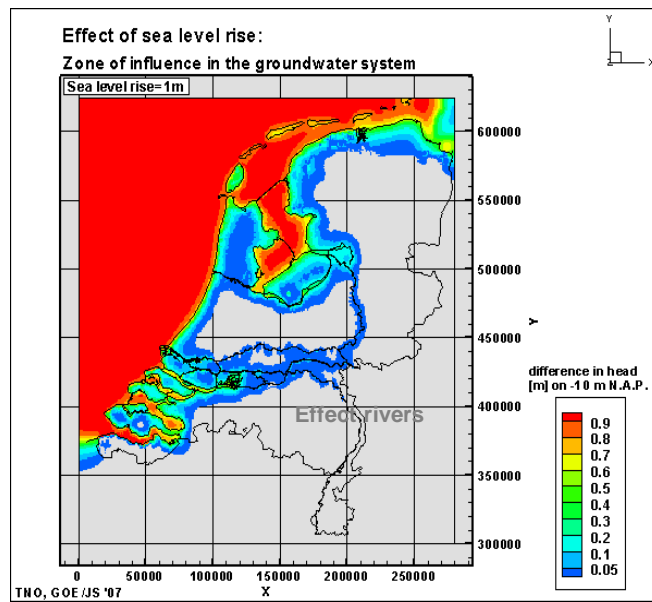 Effect of sea level rise:
Zone of influence in the groundwater system
Y
Z X
Sea level rise=1m
600000
550000
500000
450000
400000
350000
300000
Y
difference in head
[m] on -10 m N.A.P.
0.9
0.8
0.7
0.6
0.5
0.4
0.3
0.2
0.1
0.05
Effect rivers
0 50000 100000 150000 200000 250000
X
TNO, GOE/JS '07